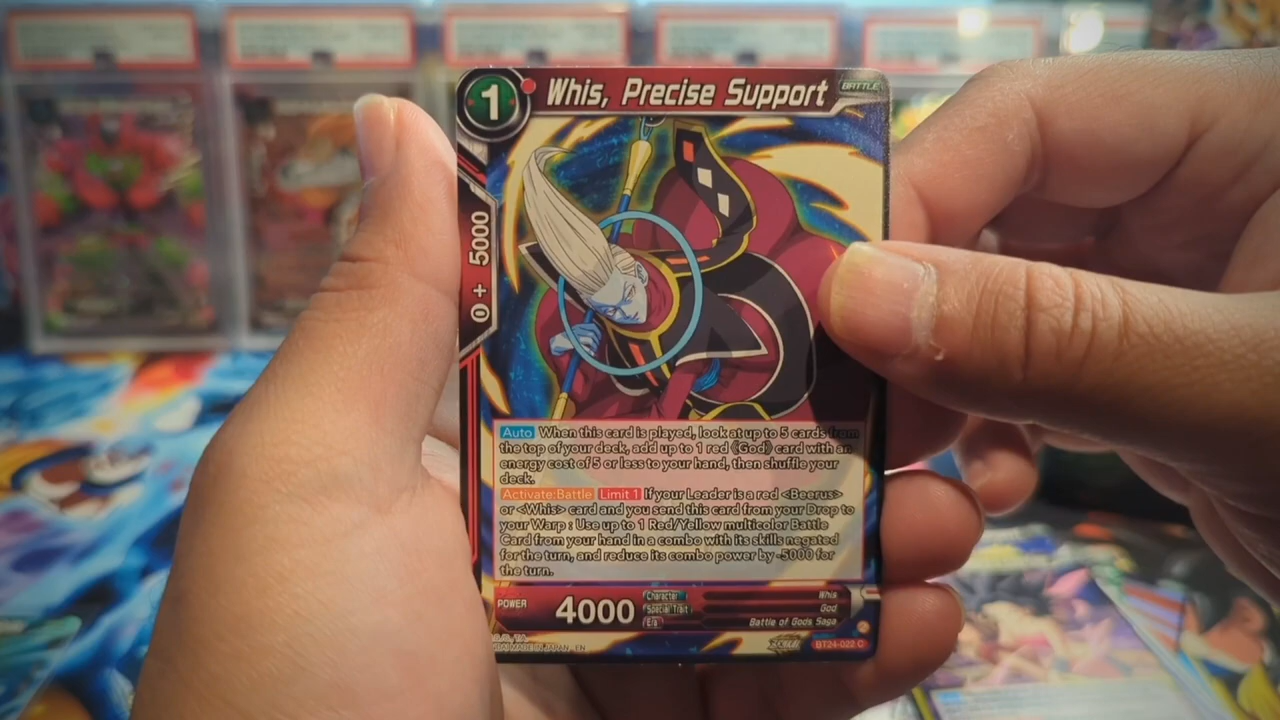 1
Whis, Precise Support
BATTLE
0 + 5000
Auto When this card is played, look at up to 5 cards from
the top of your deck, add up to 1 red 《God》 card with an
energy cost of 5 or less to your hand, then shuffle your
deck.
Activate:Battle Limit 1 If your Leader is a red <Beerus>
or <Whis> card and you send this card from your Drop to
your Warp : Use up to 1 Red/Yellow multicolor Battle
Card from your hand in a combo with its skills negated
for the turn, and reduce its combo power by -5000 for
the turn.
POWER
4000
Character Whis
Special Trait God
Era Battle of Gods Saga
MADE IN JAPAN EN
BT24-022 C